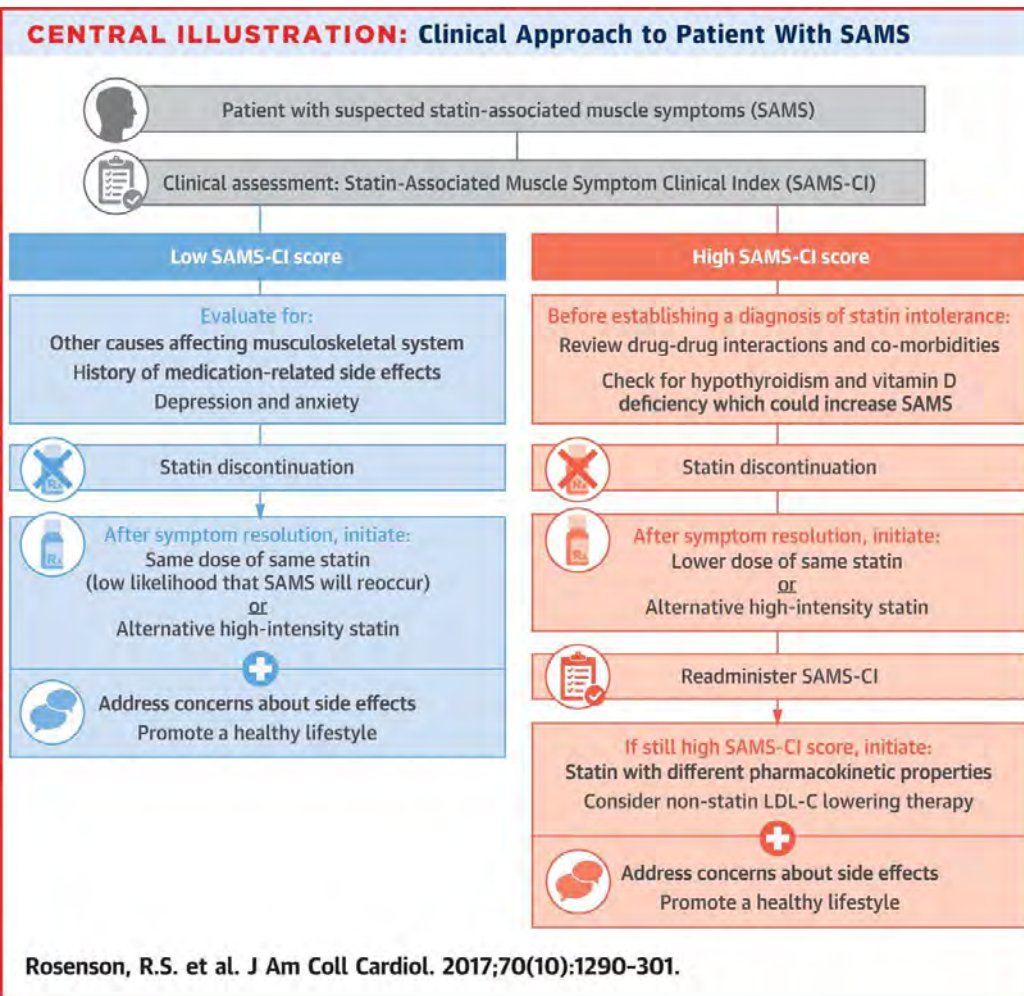 CENTRAL ILLUSTRATION: Clinical Approach to Patient With SAMS
Patient with suspected statin-associated muscle symptoms (SAMS)
Clinical assessment: Statin-Associated Muscle Symptom Clinical Index (SAMS-CI)
Low SAMS-CI score
Evaluate for:
Other causes affecting musculoskeletal system
History of medication-related side effects
Depression and anxiety
Rx
Statin discontinuation
Rx
After symptom resolution, initiate:
Same dose of same statin
(low likelihood that SAMS will reoccur)
or
Alternative high-intensity statin
Address concerns about side effects
Promote a healthy lifestyle
High SAMS-CI score
Before establishing a diagnosis of statin intolerance:
Review drug-drug interactions and co-morbidities
Check for hypothyroidism and vitamin D
deficiency which could increase SAMS
Rx
Statin discontinuation
Rx
After symptom resolution, initiate:
Lower dose of same statin
or
Alternative high-intensity statin
Readminister SAMS-CI
If still high SAMS-CI score, initiate:
Statin with different pharmacokinetic properties
Consider non-statin LDL-C lowering therapy
Address concerns about side effects
Promote a healthy lifestyle
Rosenson, R.S. et al. J Am Coll Cardiol. 2017;70(10):1290-301.